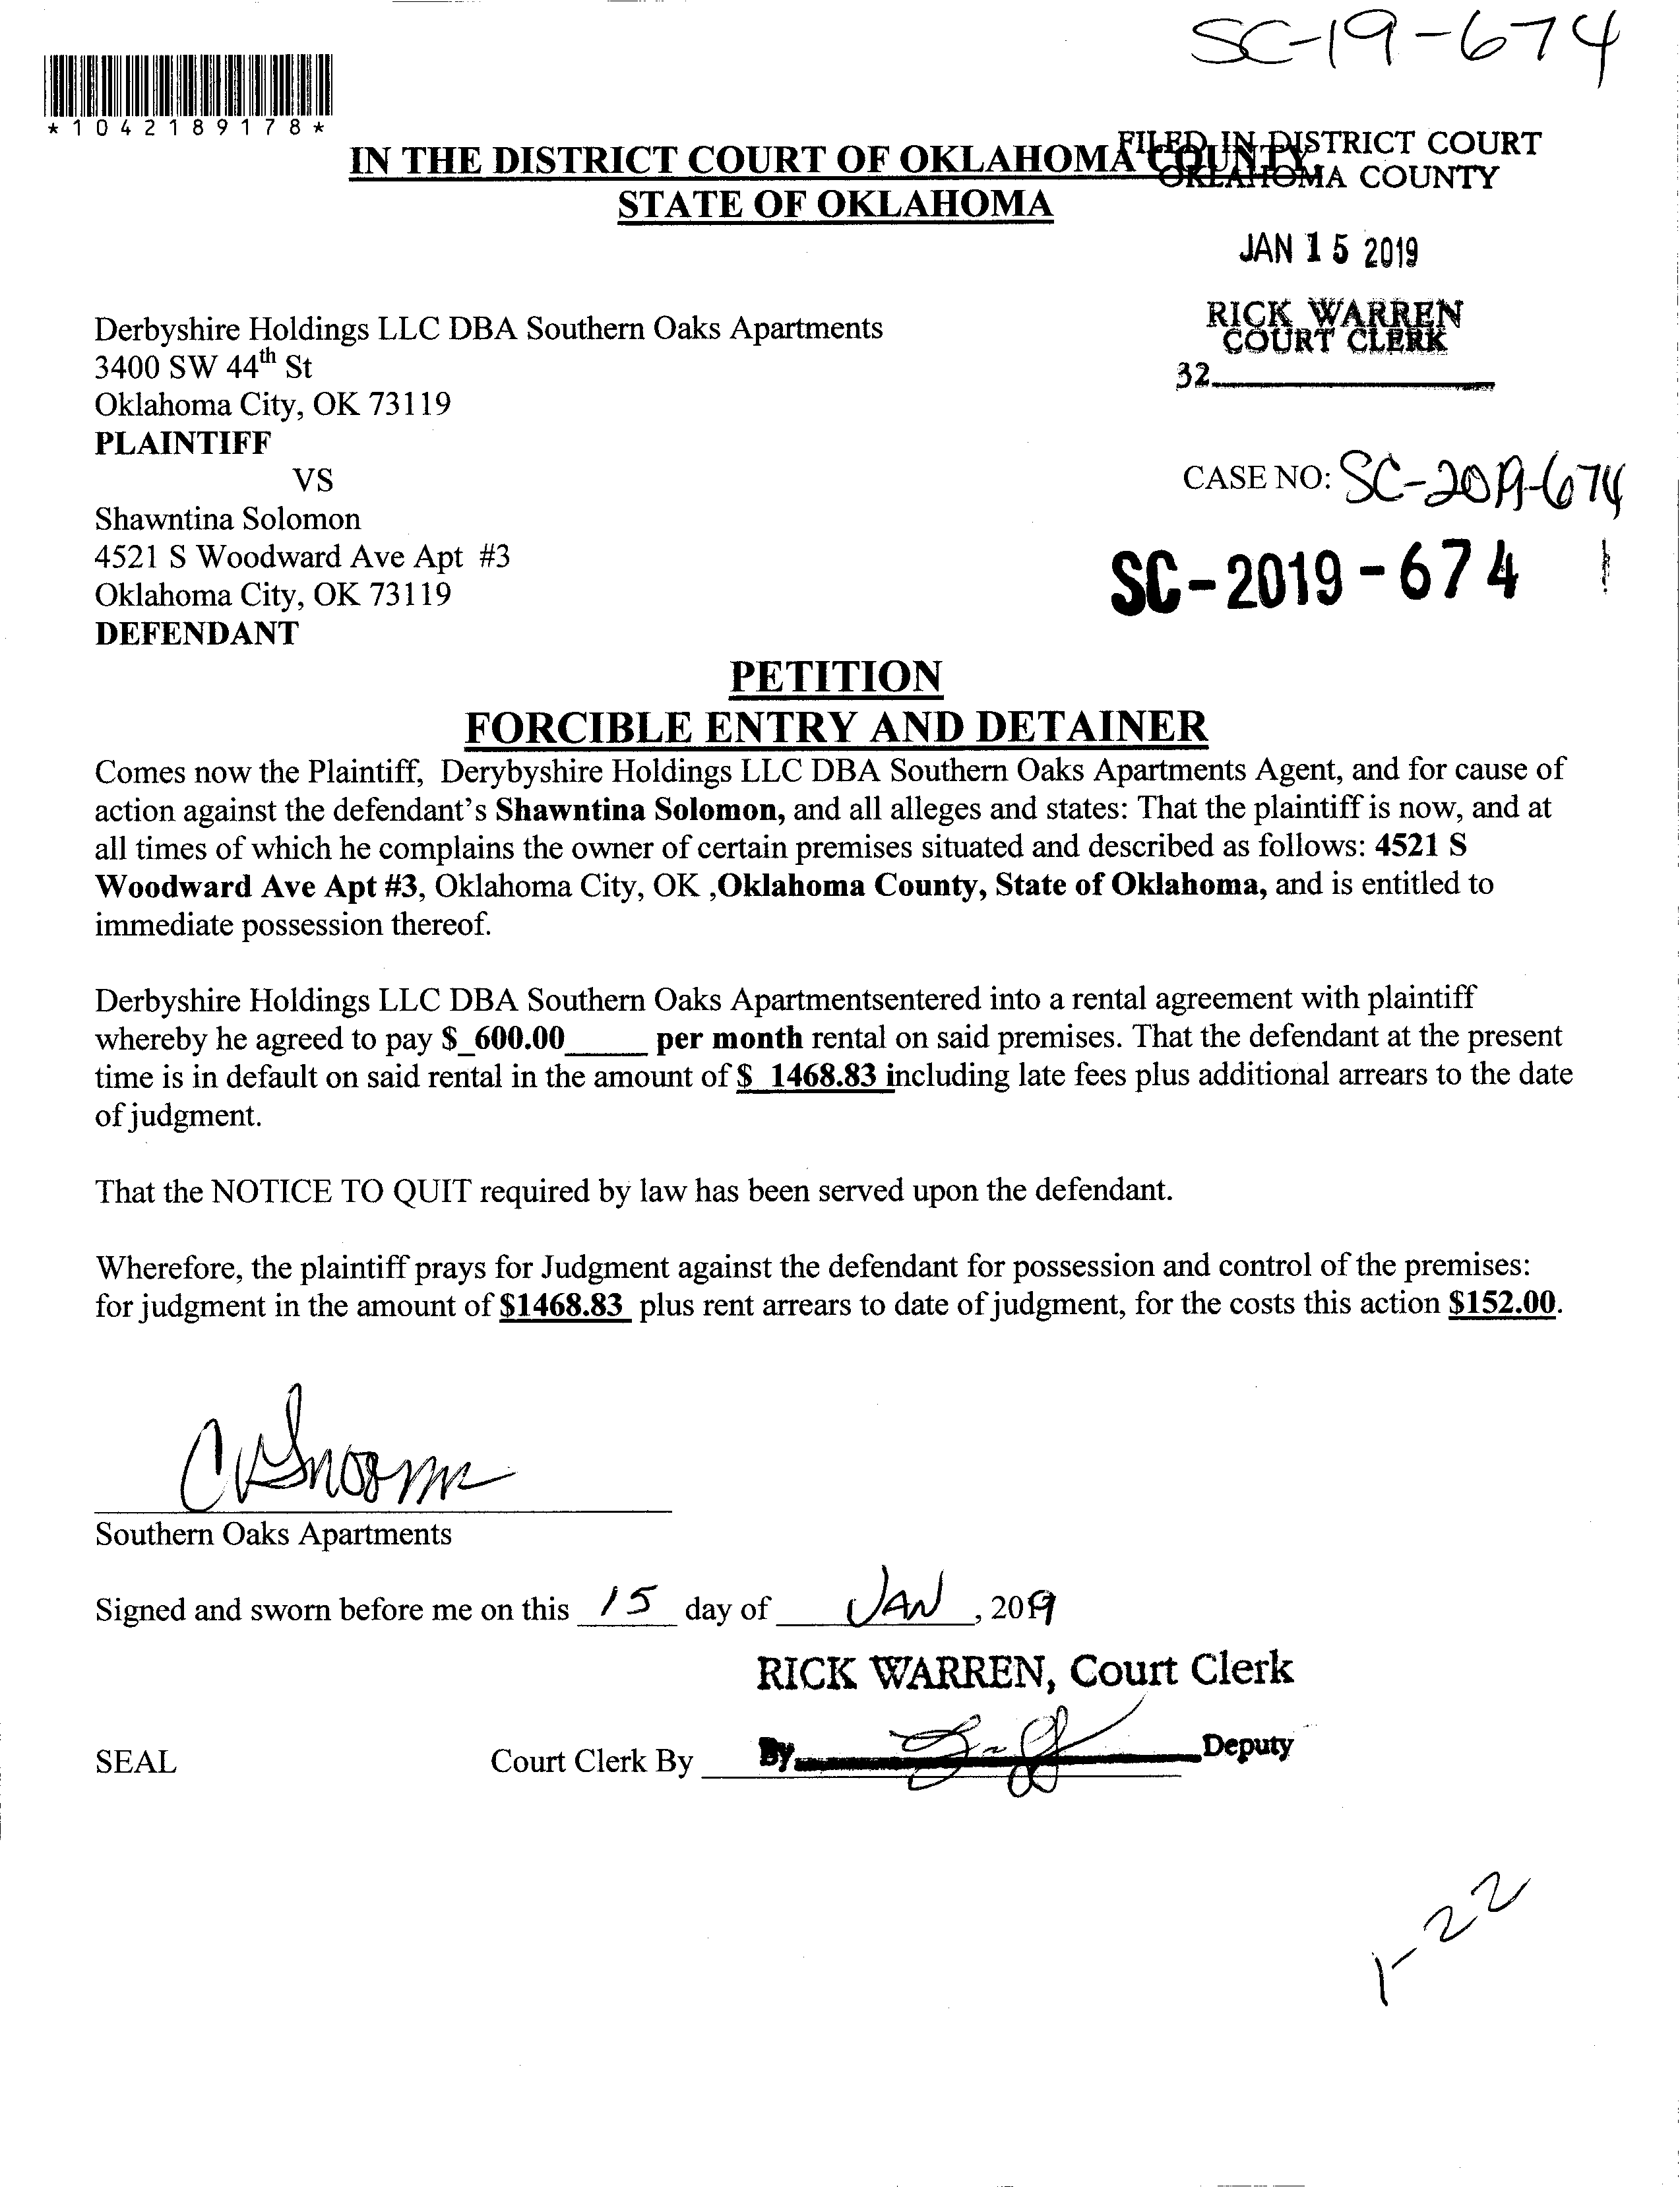 SC-19-674
*1042189178*
IN THE DISTRICT COURT OF OKLAHOMA COUNTY
STATE OF OKLAHOMA
FILED IN DISTRICT COURT
OKLAHOMA COUNTY
JAN 15 2019
RICK WARREN
COURT CLERK
32
Derbyshire Holdings LLC DBA Southern Oaks Apartments
3400 SW 44th St
Oklahoma City, OK 73119
PLAINTIFF
VS
CASE NO: SC-2019-674
Shawntina Solomon
4521 S Woodward Ave Apt #3
SC-2019-674
Oklahoma City, OK 73119
DEFENDANT
PETITION
FORCIBLE ENTRY AND DETAINER
Comes now the Plaintiff, Derybyshire Holdings LLC DBA Southern Oaks Apartments Agent, and for cause of
action against the defendant's Shawntina Solomon, and all alleges and states: That the plaintiff is now, and at
all times of which he complains the owner of certain premises situated and described as follows: 4521 S
Woodward Ave Apt #3, Oklahoma City, OK ,Oklahoma County, State of Oklahoma, and is entitled to
immediate possession thereof.
Derbyshire Holdings LLC DBA Southern Oaks Apartmentsentered into a rental agreement with plaintiff
whereby he agreed to pay $_600.00_____ per month rental on said premises. That the defendant at the present
time is in default on said rental in the amount of $ 1468.83 including late fees plus additional arrears to the date
of judgment.
That the NOTICE TO QUIT required by law has been served upon the defendant.
Wherefore, the plaintiff prays for Judgment against the defendant for possession and control of the premises:
for judgment in the amount of $1468.83 plus rent arrears to date of judgment, for the costs this action $152.00.
Southern Oaks Apartments
Signed and sworn before me on this 15 day of JAN, 2019
RICK WARREN, Court Clerk
SEAL Court Clerk By By Deputy
1-22